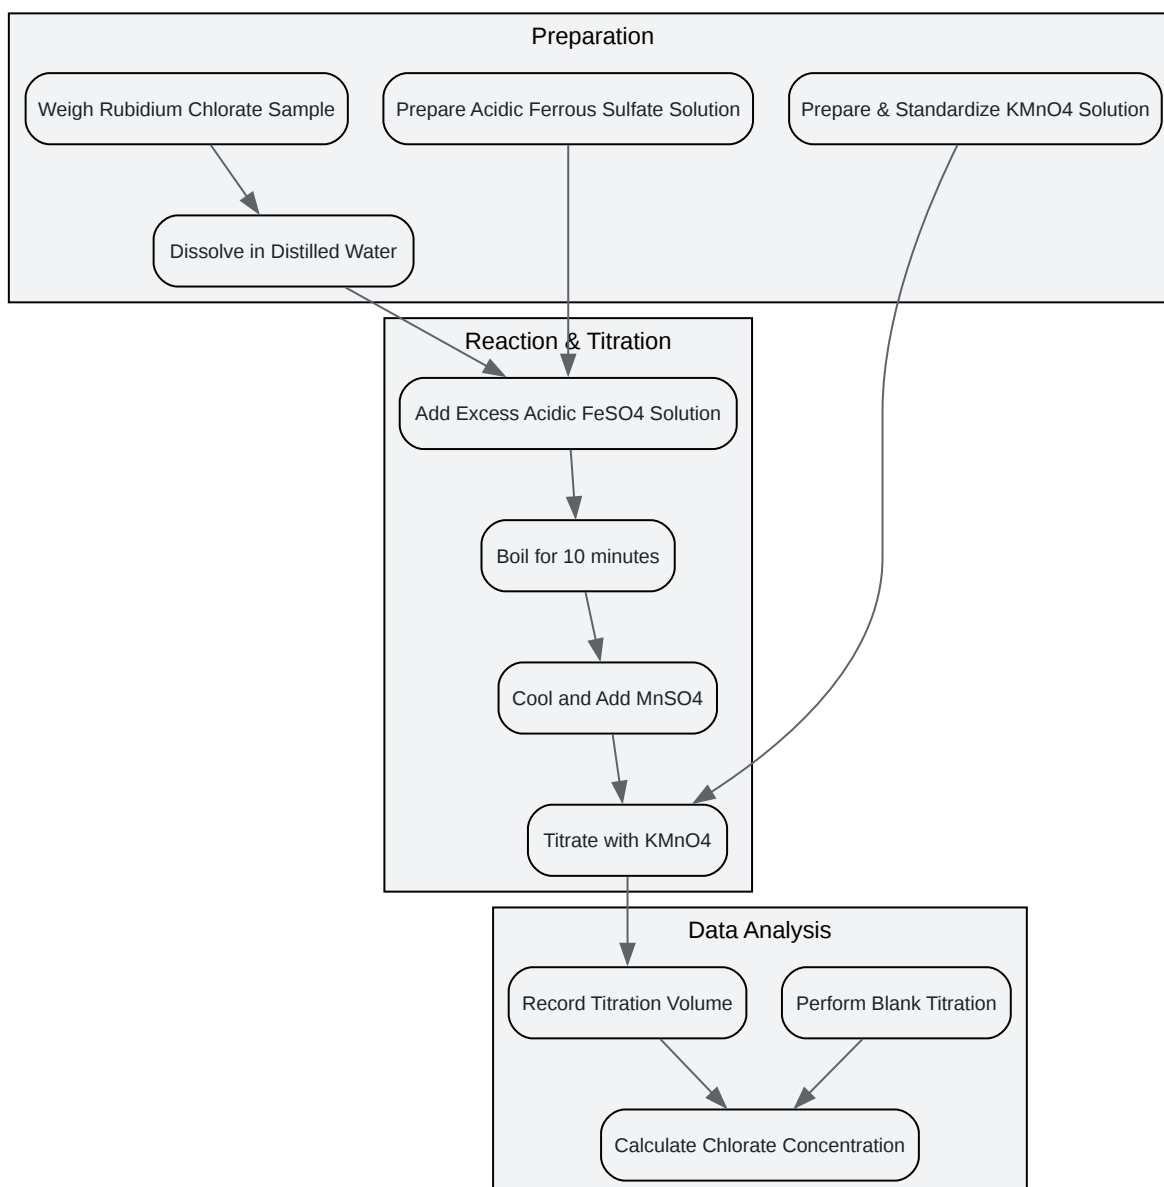 Preparation
Weigh Rubidium Chlorate Sample
Prepare Acidic Ferrous Sulfate Solution
Prepare & Standardize KMnO4 Solution
Dissolve in Distilled Water
Reaction & Titration
Add Excess Acidic FeSO4 Solution
Boil for 10 minutes
Cool and Add MnSO4
Titrate with KMnO4
Data Analysis
Record Titration Volume
Perform Blank Titration
Calculate Chlorate Concentration